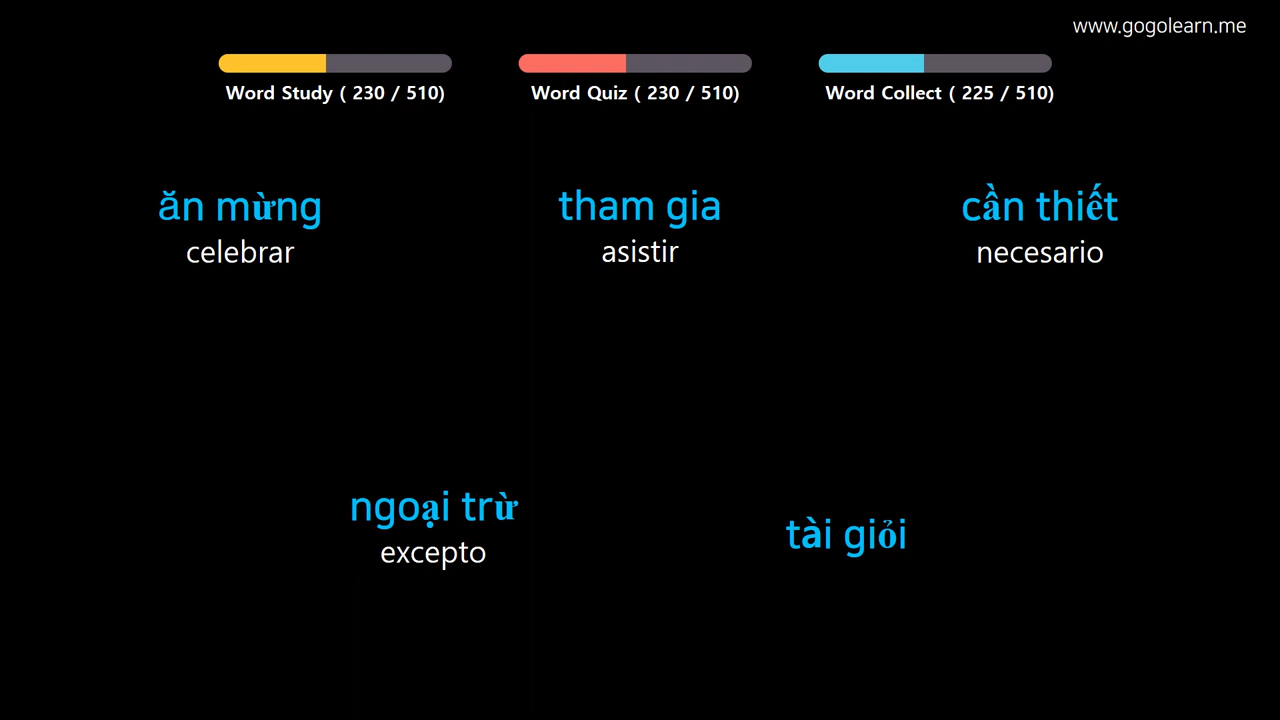 www.gogolearn.me
Word Study ( 230 / 510)
Word Quiz ( 230 / 510)
Word Collect ( 225 / 510)
ăn mừng
celebrar
tham gia
asistir
cần thiết
necesario
ngoại trừ
excepto
tài giỏi